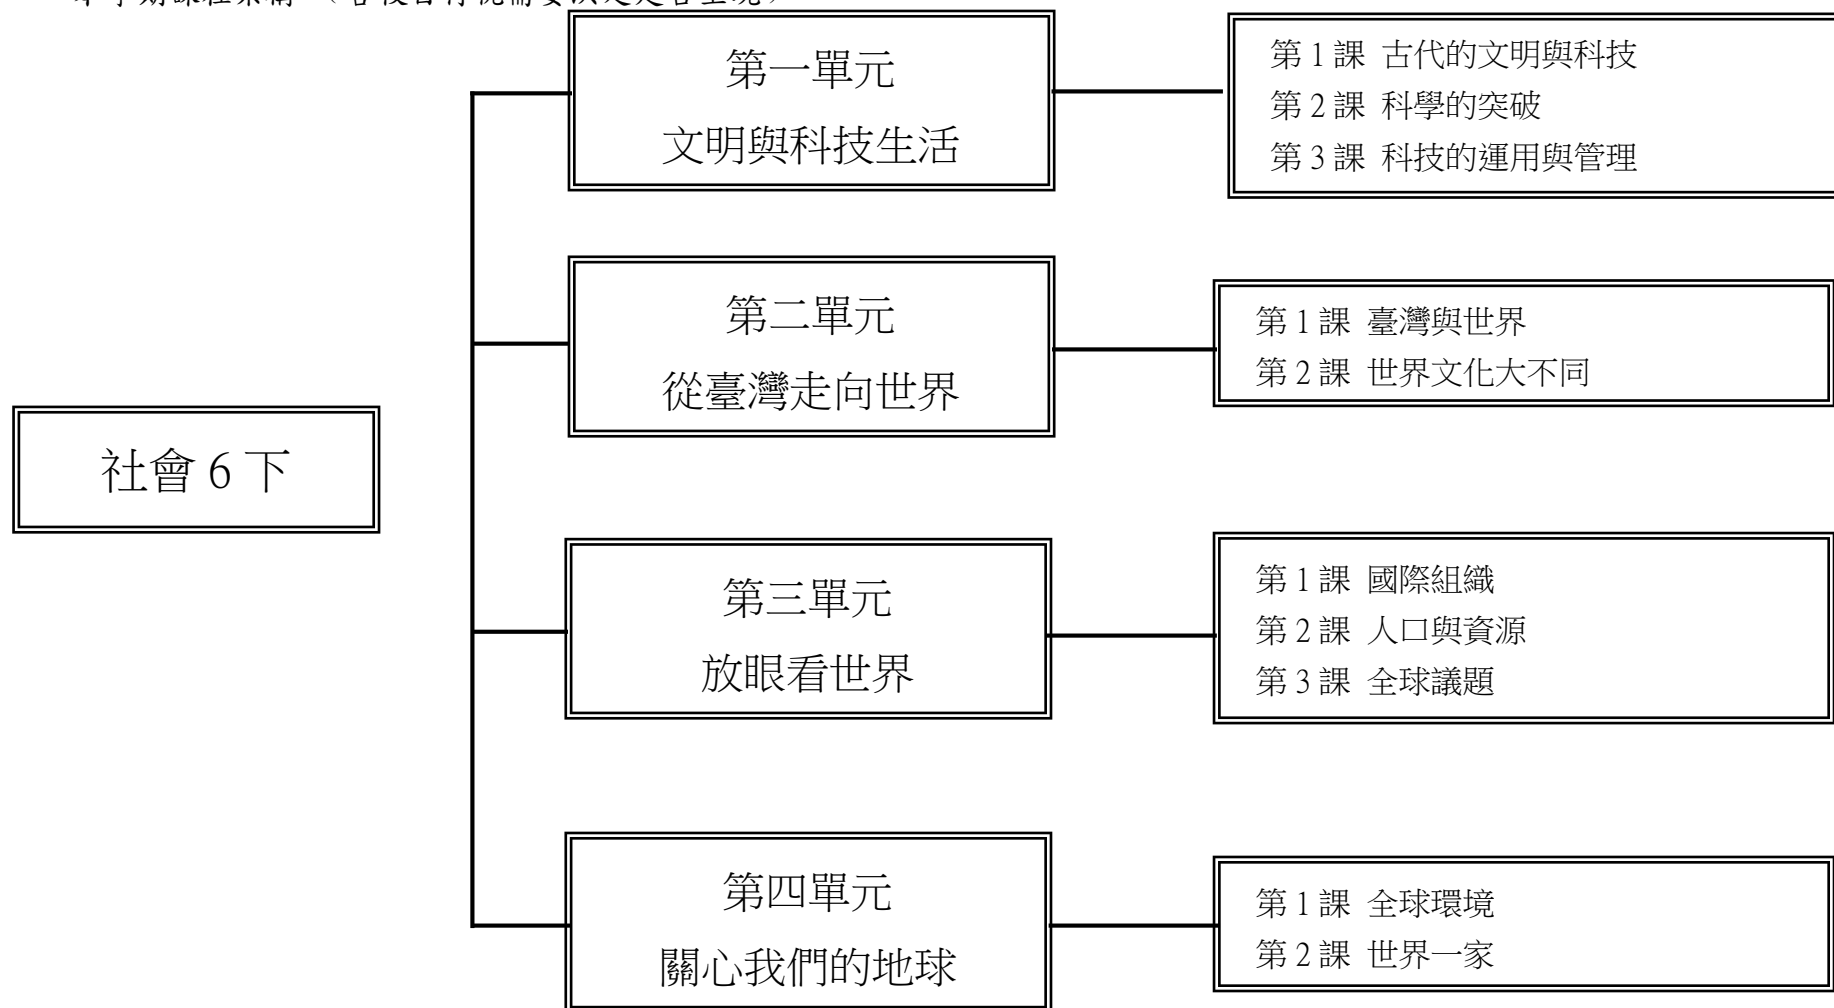 第一單元
文明與科技生活
第1課 古代的文明與科技
第2課 科學的突破
第3課 科技的運用與管理
第二單元
從臺灣走向世界
第1課 臺灣與世界
第2課 世界文化大不同
社會6下
第三單元
放眼看世界
第1課 國際組織
第2課 人口與資源
第3課 全球議題
第四單元
關心我們的地球
第1課 全球環境
第2課 世界一家